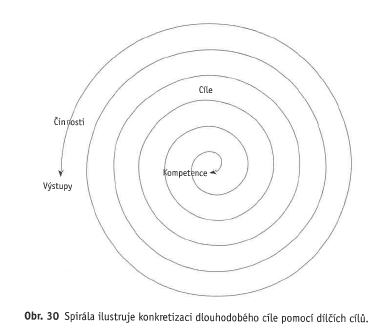 Cíle
Činnosti
Kompetence
Výstupy
Obr. 30 Spirála ilustruje konkretizaci dlouhodobého cíle pomocí dílčích cílů.